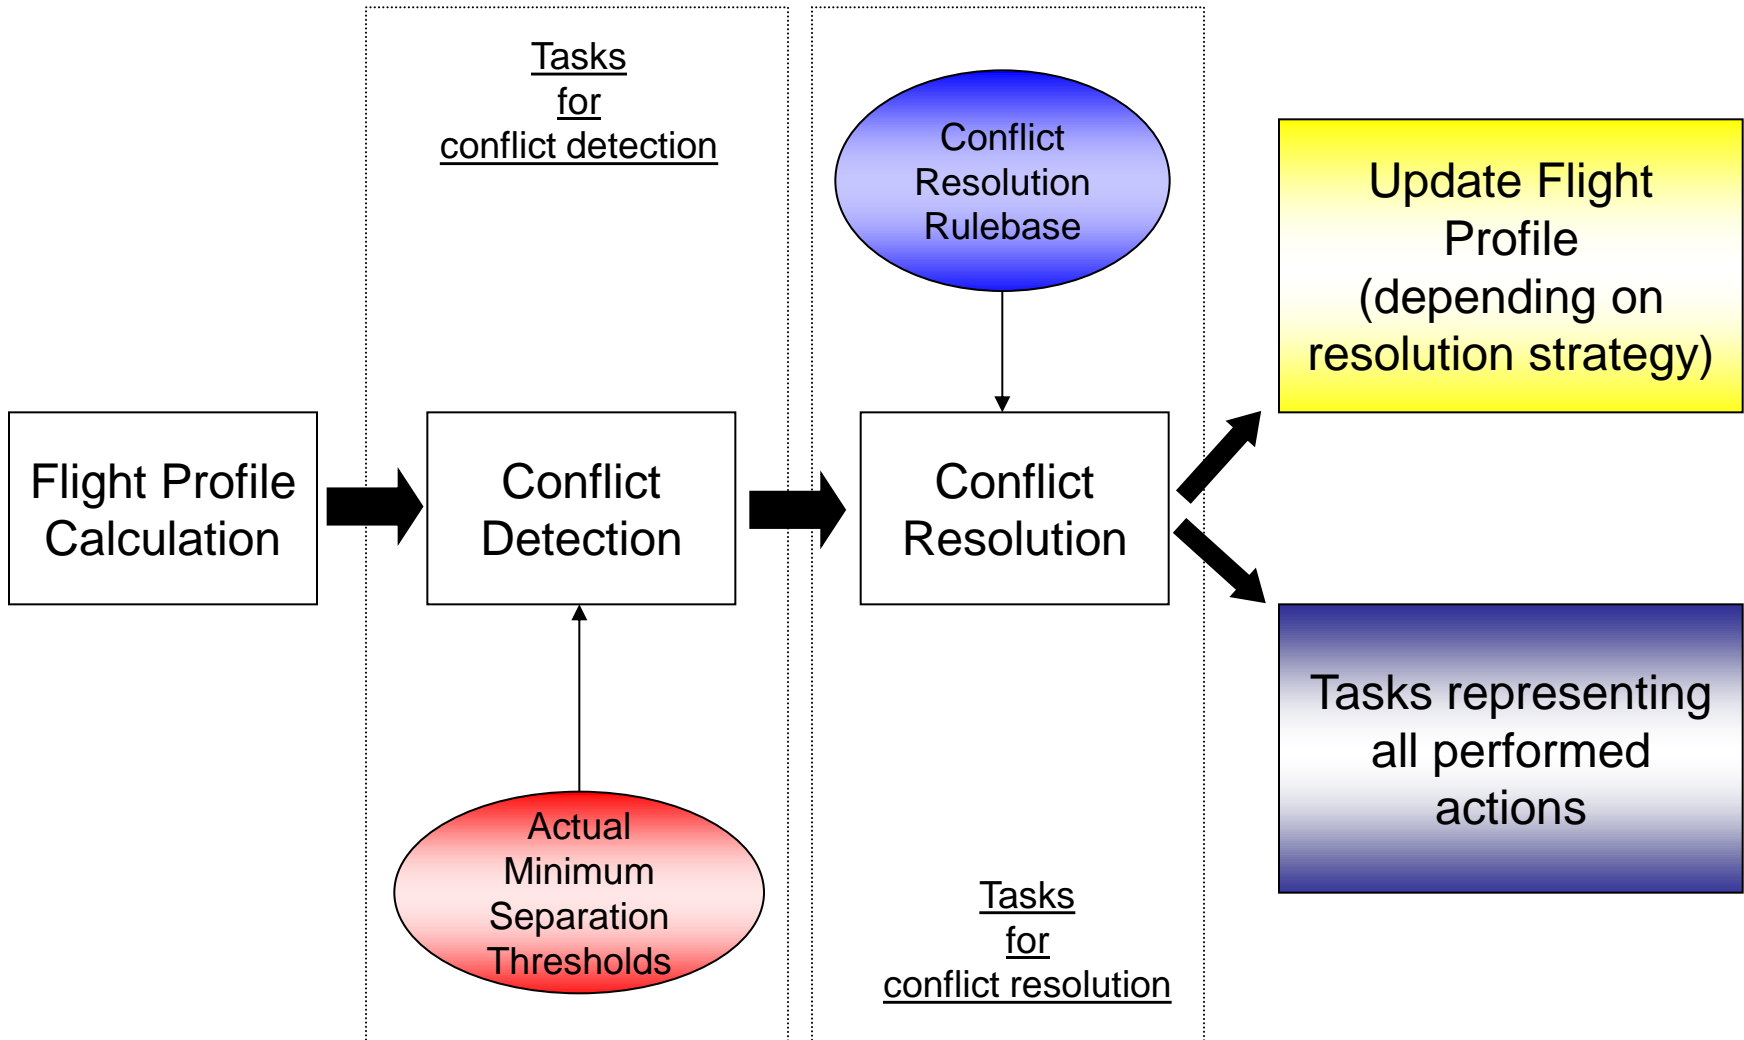 Tasks
for
conflict detection
Conflict
Resolution
Rulebase
Update Flight
Profile
(depending on
resolution strategy)
Flight Profile
Calculation
Conflict
Detection
Conflict
Resolution
Tasks representing
all performed
actions
Actual
Minimum
Separation
Thresholds
Tasks
for
conflict resolution